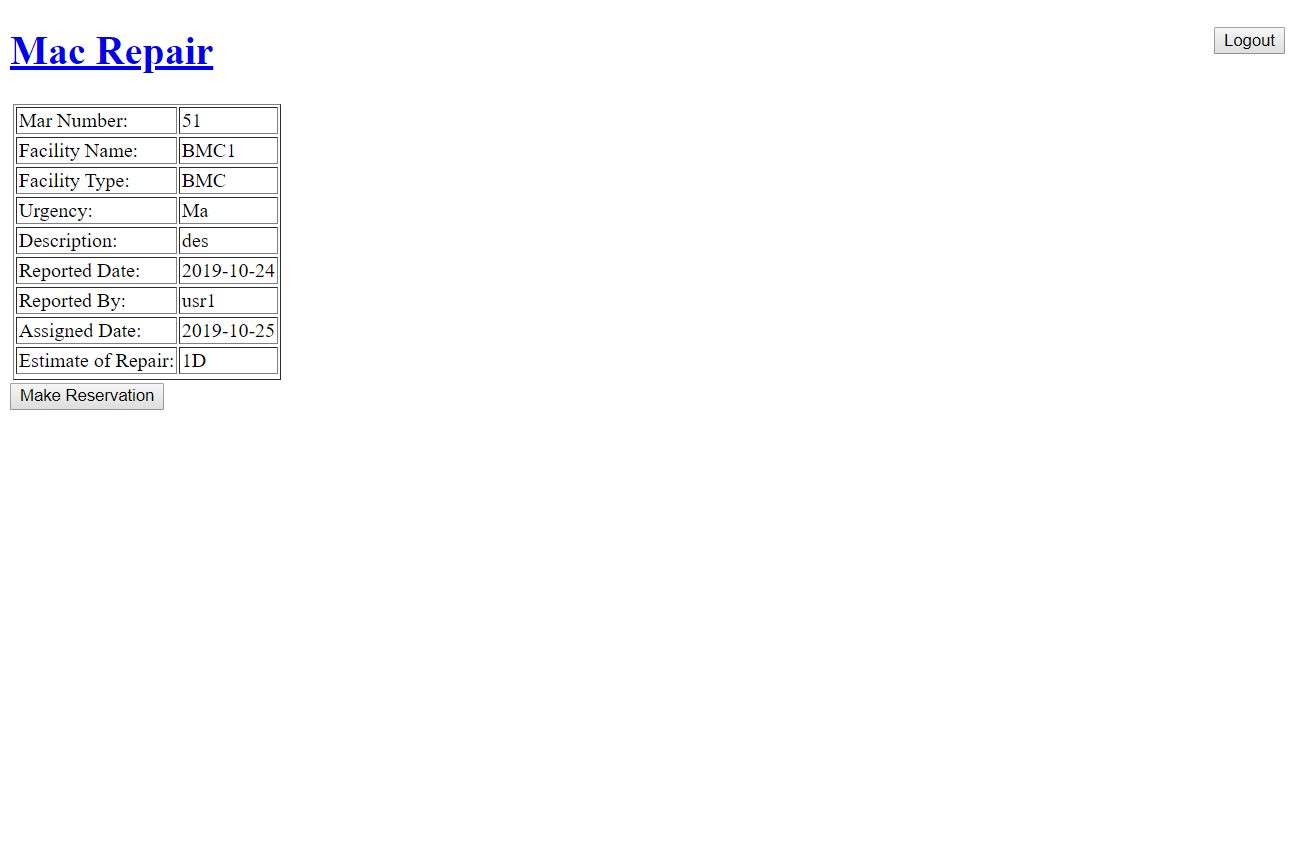 Mac Repair
Logout
Mar Number: 51
Facility Name: BMC1
Facility Type: BMC
Urgency: Ma
Description: des
Reported Date: 2019-10-24
Reported By: usr1
Assigned Date: 2019-10-25
Estimate of Repair: 1D
Make Reservation